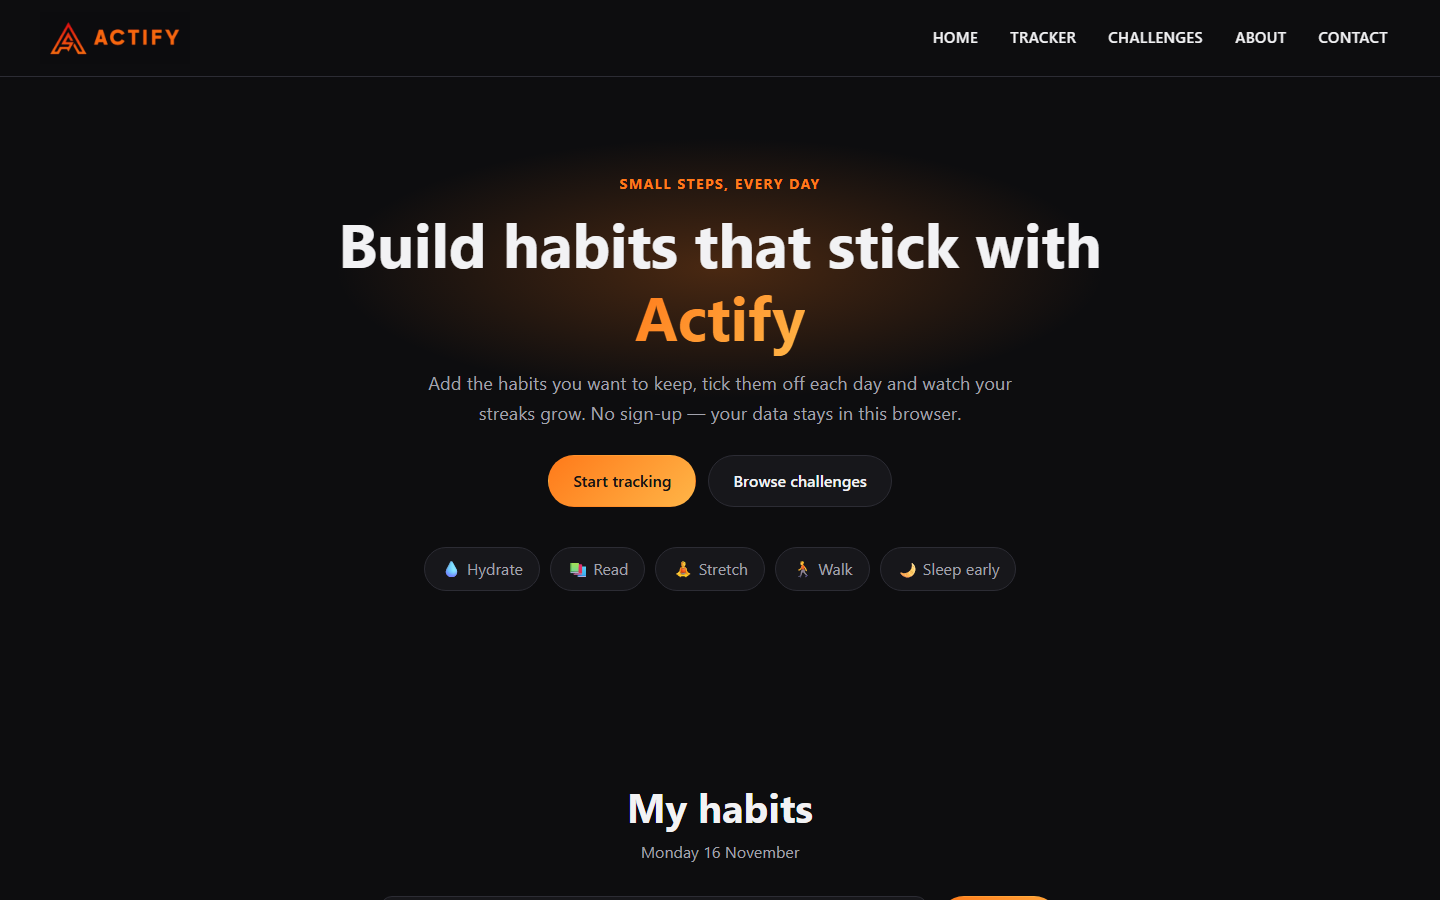 ACTIFY
HOME TRACKER CHALLENGES ABOUT CONTACT
SMALL STEPS, EVERY DAY
Build habits that stick with
Actify
Add the habits you want to keep, tick them off each day and watch your
streaks grow. No sign-up — your data stays in this browser.
Start tracking Browse challenges
Hydrate Read Stretch Walk Sleep early
My habits
Monday 16 November